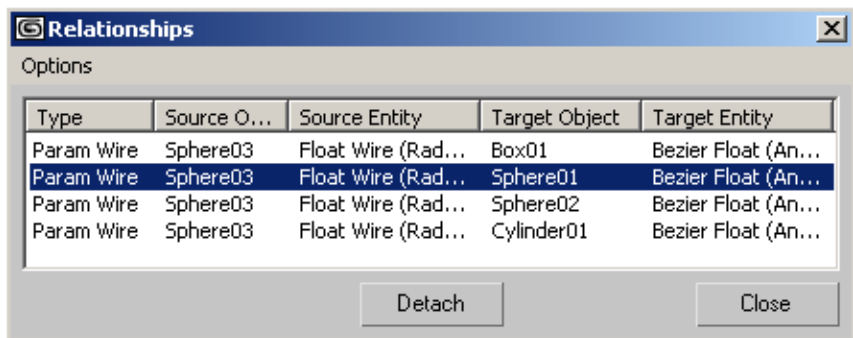 Relationships
Options
Type Source O... Source Entity Target Object Target Entity
Param Wire Sphere03 Float Wire (Rad... Box01 Bezier Float (An...
Param Wire Sphere03 Float Wire (Rad... Sphere01 Bezier Float (An...
Param Wire Sphere03 Float Wire (Rad... Sphere02 Bezier Float (An...
Param Wire Sphere03 Float Wire (Rad... Cylinder01 Bezier Float (An...
Detach Close